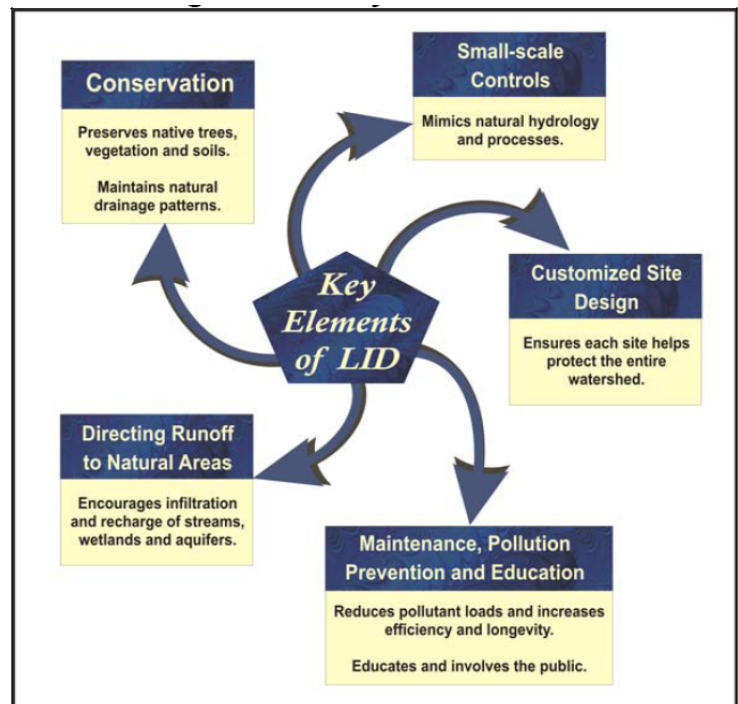 Key
Elements
of LID
Conservation
Preserves native trees,
vegetation and soils.
Maintains natural
drainage patterns.
Small-scale
Controls
Mimics natural hydrology
and processes.
Customized Site
Design
Ensures each site helps
protect the entire
watershed.
Directing Runoff
to Natural Areas
Encourages infiltration
and recharge of streams,
wetlands and aquifers.
Maintenance, Pollution
Prevention and Education
Reduces pollutant loads and increases
efficiency and longevity.
Educates and involves the public.